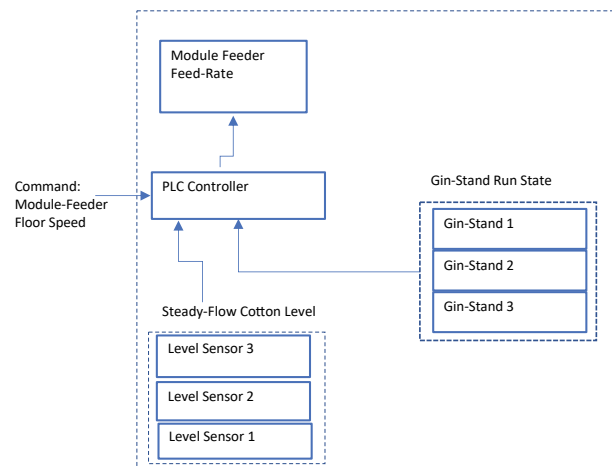 Module Feeder
Feed-Rate
PLC Controller
Command:
Module-Feeder
Floor Speed
Gin-Stand Run State
Gin-Stand 1
Gin-Stand 2
Gin-Stand 3
Steady-Flow Cotton Level
Level Sensor 3
Level Sensor 2
Level Sensor 1